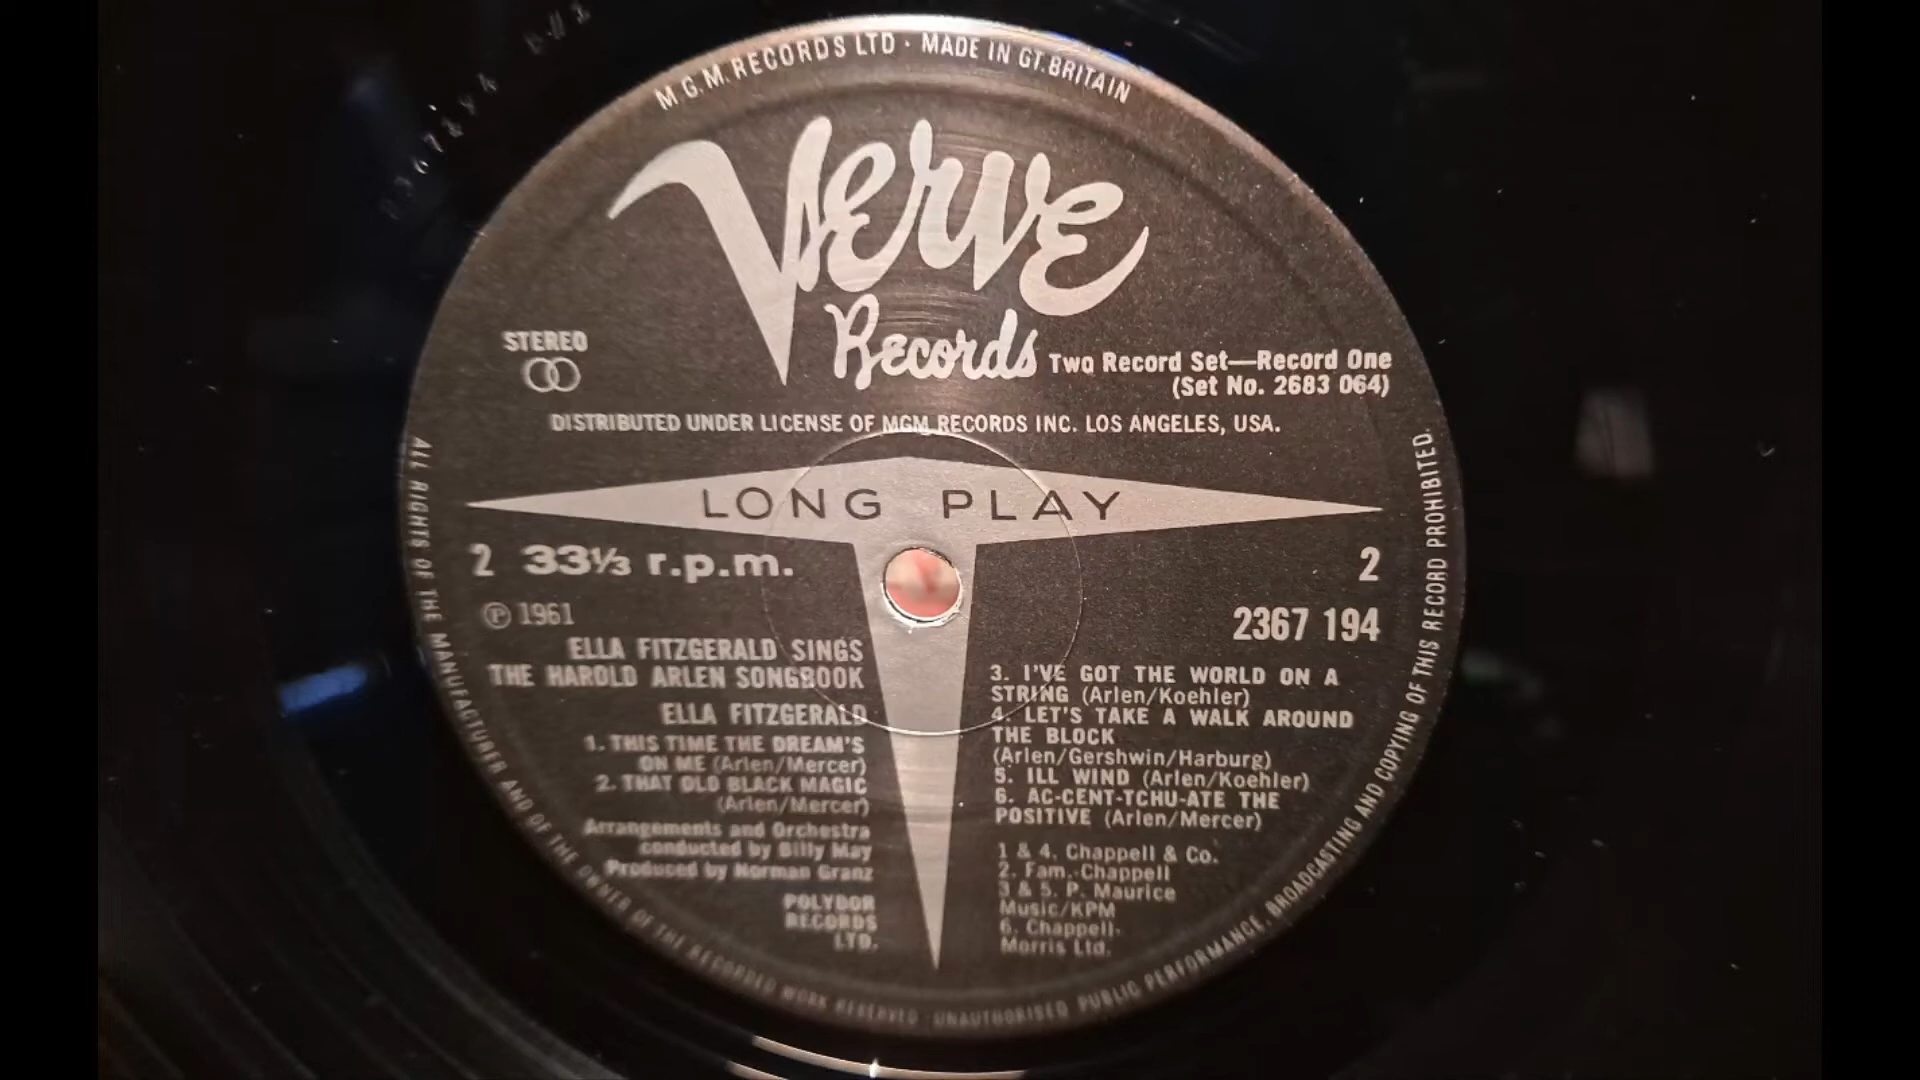 M.G.M. RECORDS LTD · MADE IN GT. BRITAIN
Verve
Records
STEREO
Two Record Set—Record One
(Set No. 2683 064)
DISTRIBUTED UNDER LICENSE OF MGM RECORDS INC. LOS ANGELES, USA.
LONG PLAY
2 33⅓ r.p.m.
2
℗ 1961
2367 194
ELLA FITZGERALD SINGS
THE HAROLD ARLEN SONGBOOK
ELLA FITZGERALD
1. THIS TIME THE DREAM'S
ON ME (Arlen/Mercer)
2. THAT OLD BLACK MAGIC
(Arlen/Mercer)
Arrangements and Orchestra
conducted by Billy May
Produced by Norman Granz
POLYDOR
RECORDS
LTD.
3. I'VE GOT THE WORLD ON A
STRING (Arlen/Koehler)
4. LET'S TAKE A WALK AROUND
THE BLOCK
(Arlen/Gershwin/Harburg)
5. ILL WIND (Arlen/Koehler)
6. AC-CENT-TCHU-ATE THE
POSITIVE (Arlen/Mercer)
1 & 4. Chappell & Co.
2. Fam.-Chappell
3 & 5. P. Maurice
Music/KPM
6. Chappell-
Morris Ltd.
ALL RIGHTS OF THE MANUFACTURER AND OF THE OWNER OF THE RECORDED WORK RESERVED · UNAUTHORISED PUBLIC PERFORMANCE, BROADCASTING AND COPYING OF THIS RECORD PROHIBITED.